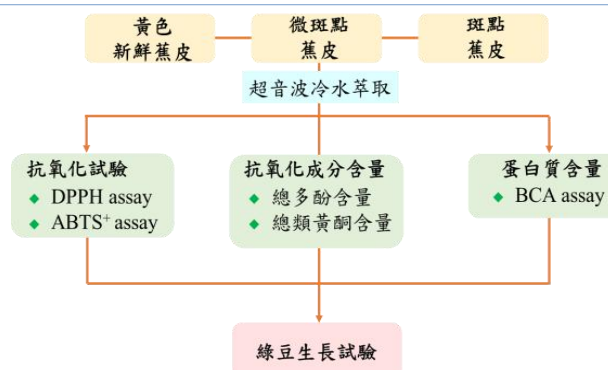 黃色
新鮮蕉皮
微斑點
蕉皮
斑點
蕉皮
超音波冷水萃取
抗氧化試驗
◆ DPPH assay
◆ ABTS⁺ assay
抗氧化成分含量
◆ 總多酚含量
◆ 總類黃酮含量
蛋白質含量
◆ BCA assay
綠豆生長試驗